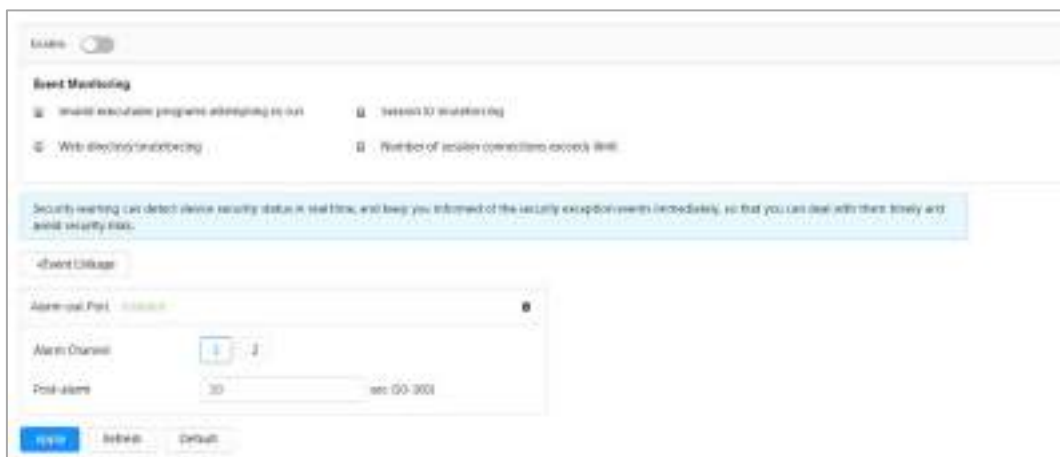 Enable
Event Monitoring
Invalid executable programs attempting to run
Session ID bruteforcing
Web directory bruteforcing
Number of session connections exceeds limit
Security warning can detect device security status in real time, and keep you informed of the security exception events immediately, so that you can deal with them timely and
avoid security risks.
+Event Linkage
Alarm-out Port
Alarm Channel
1
2
Post-alarm
sec
Apply
Refresh
Default